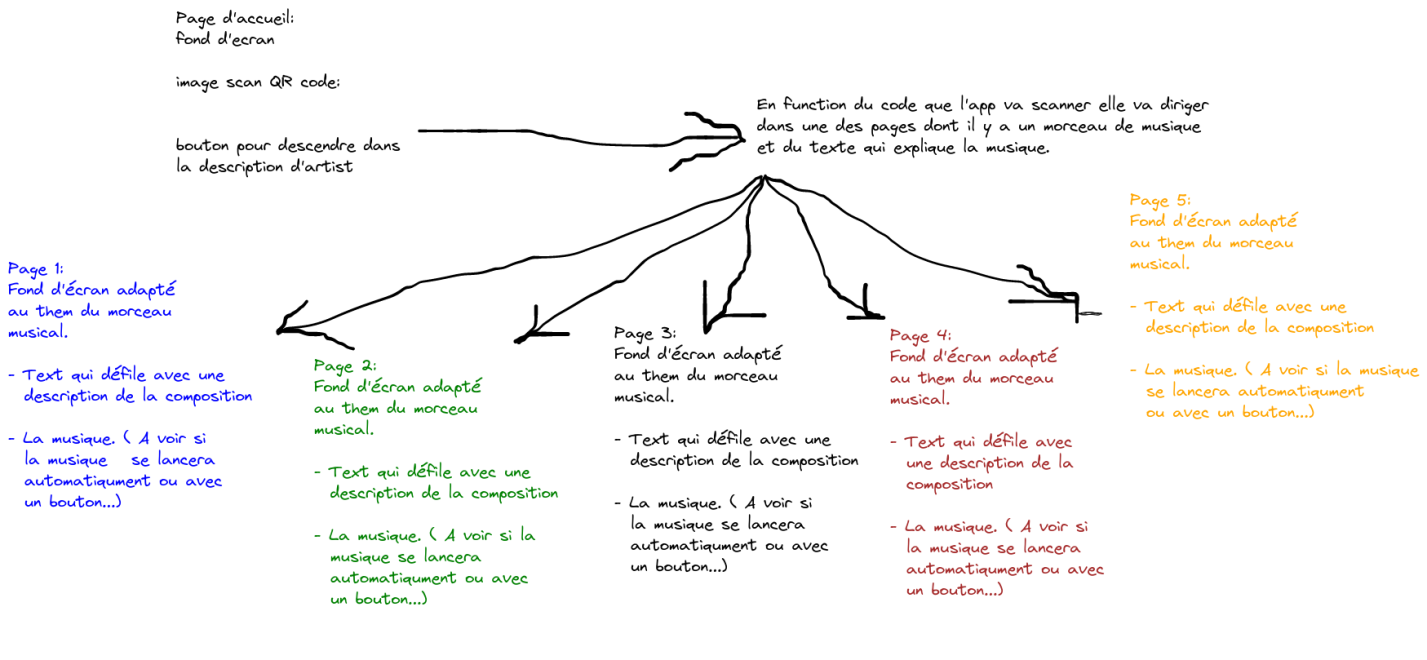 Page d'accueil:
fond d'ecran
image scan QR code:
bouton pour descendre dans
la description d'artist
En function du code que l'app va scanner elle va diriger
dans une des pages dont il y a un morceau de musique
et du texte qui explique la musique.
Page 1:
Fond d'écran adapté
au them du morceau
musical.
- Text qui défile avec une
description de la composition
- La musique. ( A voir si
la musique se lancera
automatiqument ou avec
un bouton...)
Page 2:
Fond d'écran adapté
au them du morceau
musical.
- Text qui défile avec une
description de la composition
- La musique. ( A voir si la
musique se lancera
automatiqument ou avec
un bouton...)
Page 3:
Fond d'écran adapté
au them du morceau
musical.
- Text qui défile avec une
description de la composition
- La musique. ( A voir si
la musique se lancera
automatiqument ou avec
un bouton...)
Page 4:
Fond d'écran adapté
au them du morceau
musical.
- Text qui défile avec
une description de la
composition
- La musique. ( A voir si
la musique se lancera
automatiqument ou avec
un bouton...)
Page 5:
Fond d'écran adapté
au them du morceau
musical.
- Text qui défile avec une
description de la composition
- La musique. ( A voir si la musique
se lancera automatiqument
ou avec un bouton...)